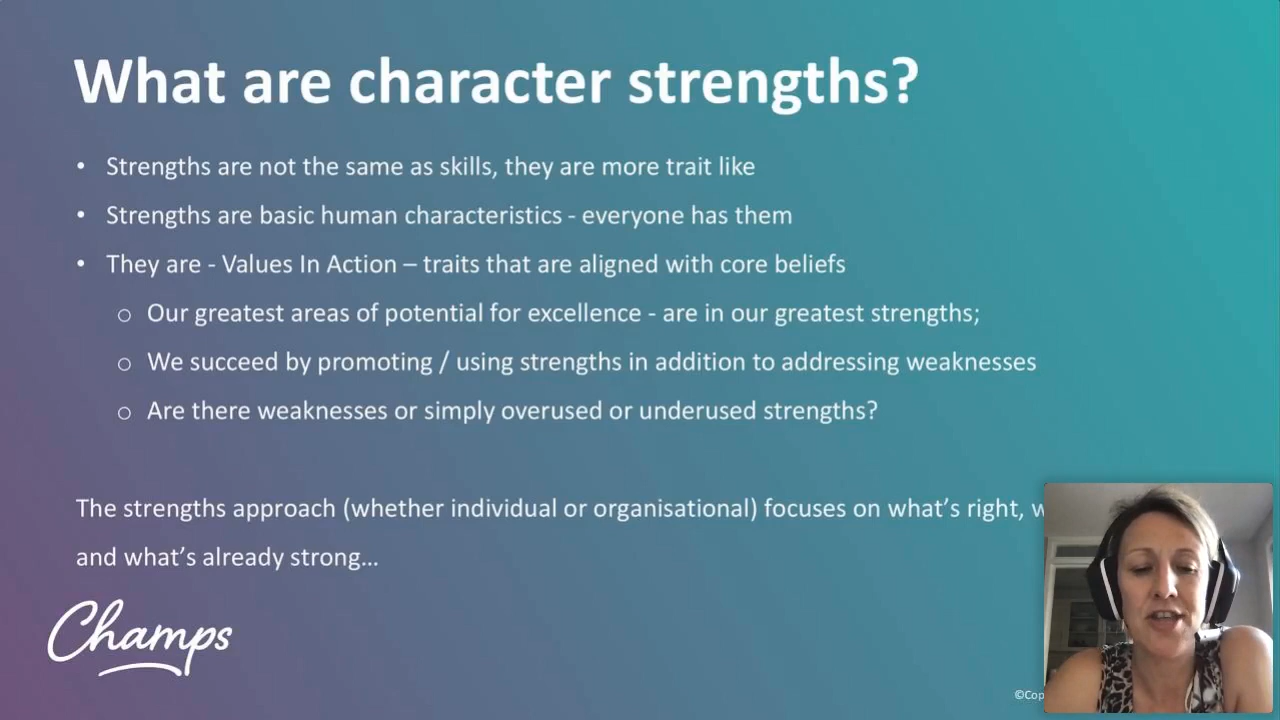 What are character strengths?
• Strengths are not the same as skills, they are more trait like
• Strengths are basic human characteristics - everyone has them
• They are - Values In Action – traits that are aligned with core beliefs
o Our greatest areas of potential for excellence - are in our greatest strengths;
o We succeed by promoting / using strengths in addition to addressing weaknesses
o Are there weaknesses or simply overused or underused strengths?
The strengths approach (whether individual or organisational) focuses on what’s right,
and what’s already strong…
Champs